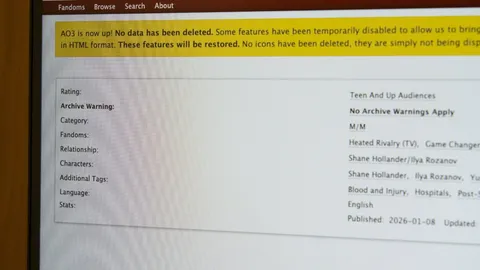 Fandoms Browse Search About
AO3 is now up! No data has been deleted. Some features have been temporarily disabled to allow us to bring
in HTML format. These features will be restored. No icons have been deleted, they are simply not being
Rating: Teen And Up Audiences
Archive Warning: No Archive Warnings Apply
Category: M/M
Fandoms: Heated Rivalry (TV), Game Changer
Relationship: Shane Hollander/Ilya Rozanov
Characters: Shane Hollander, Ilya Rozanov,
Additional Tags: Blood and Injury, Hospitals,
Language: English
Stats: Published: 2026-01-08 Updated: